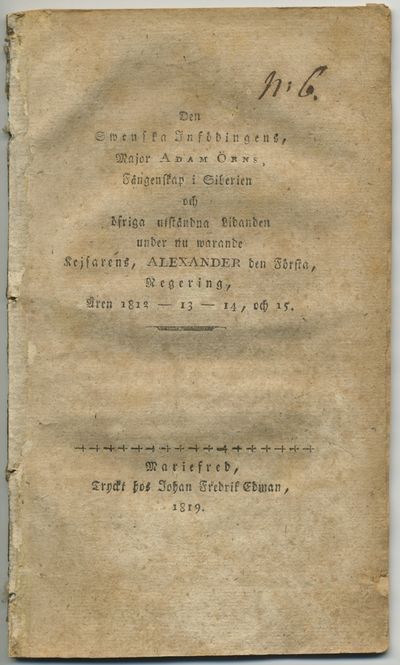 N: 6.
Den
Swenska Infödingens,
Major ADAM ÖRNS,
Fångenskap i Siberien
och
öfriga utståndna Lidanden
under nu warande
Kejsarens, ALEXANDER den Första,
Regering,
Åren 1812 — 13 — 14, och 15.
Mariefred,
Tryckt hos Johan Fredrik Edman,
1819.